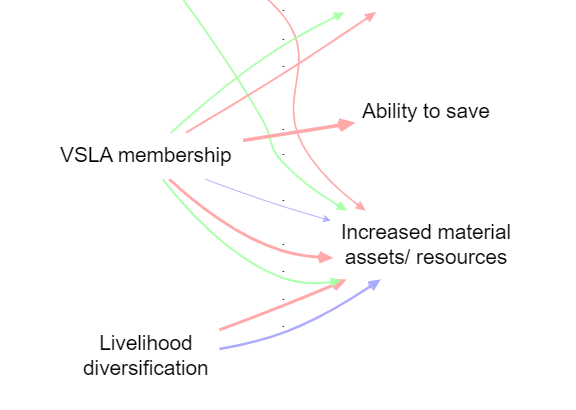 Ability to save
VSLA membership
Increased material
assets/ resources
Livelihood
diversification